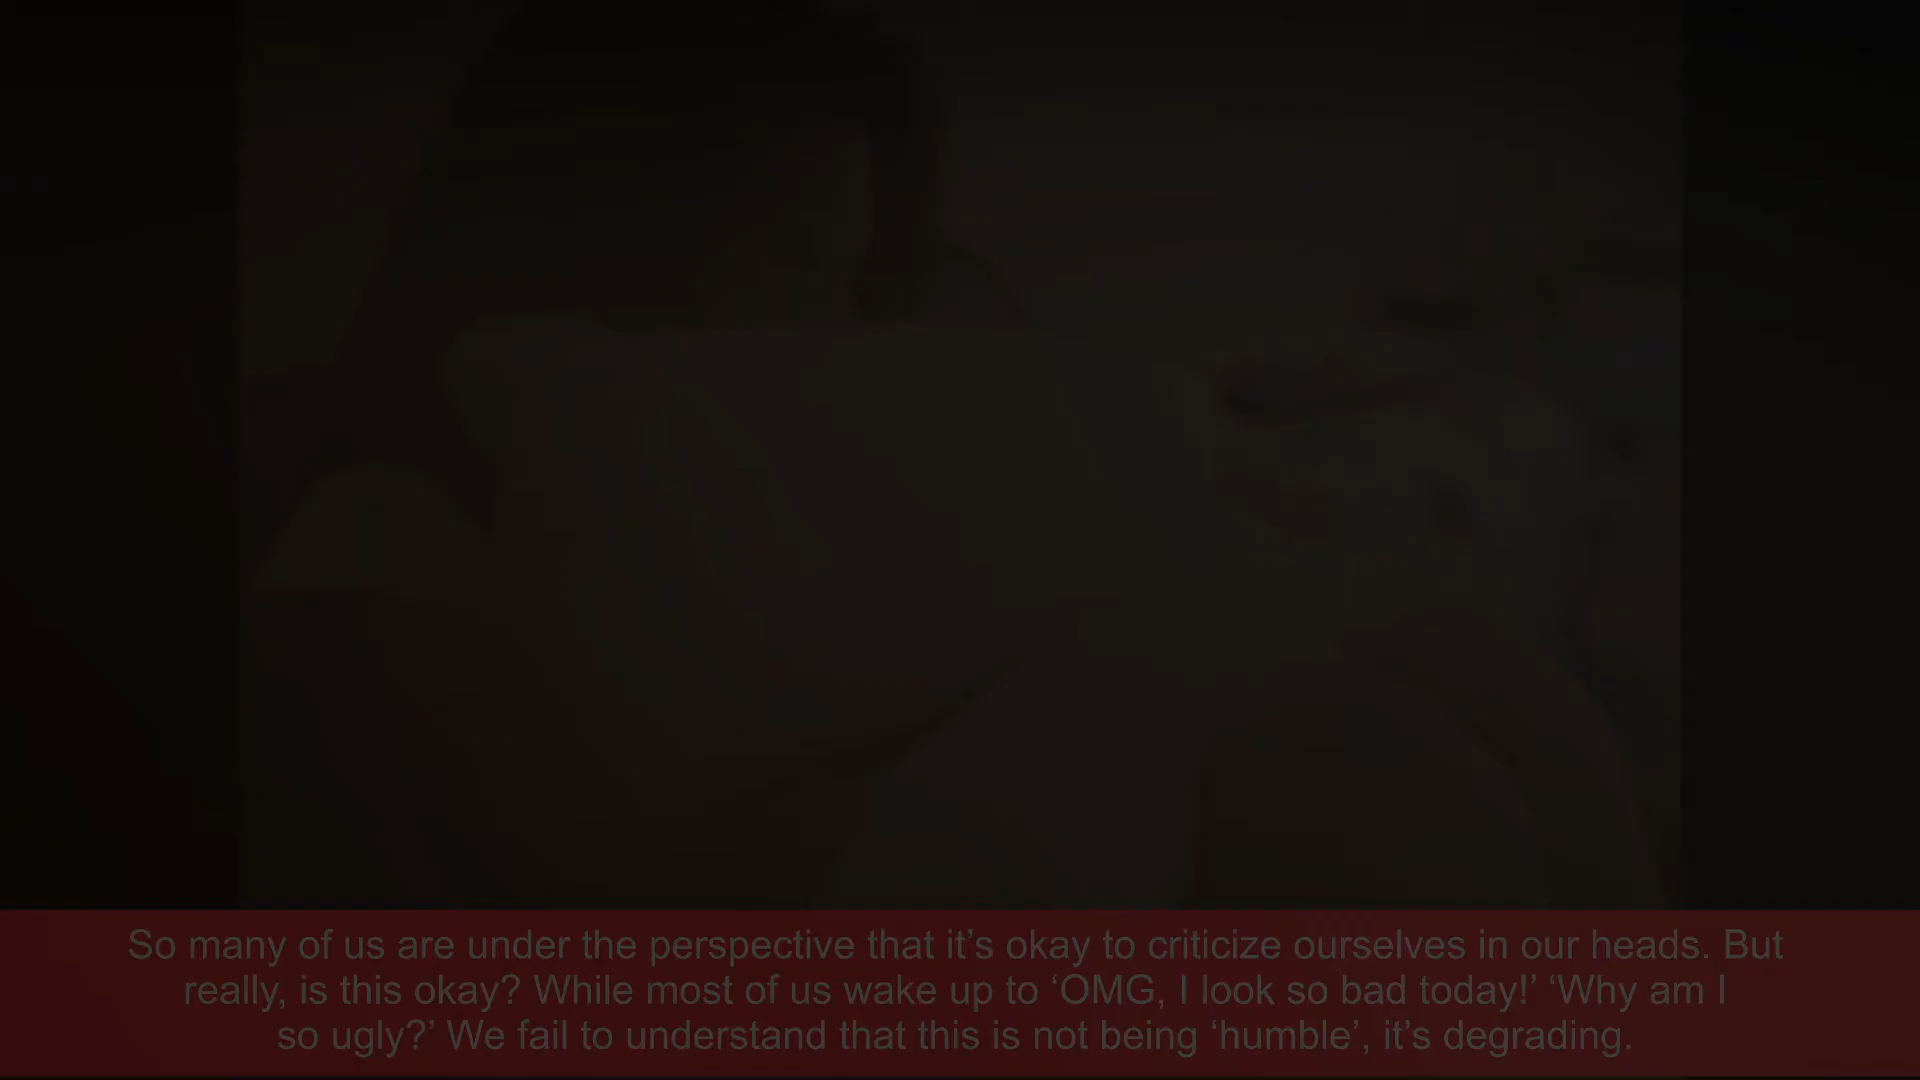 So many of us are under the perspective that it’s okay to criticize ourselves in our heads. But
really, is this okay? While most of us wake up to ‘OMG, I look so bad today!’ ‘Why am I
so ugly?’ We fail to understand that this is not being ‘humble’, it’s degrading.